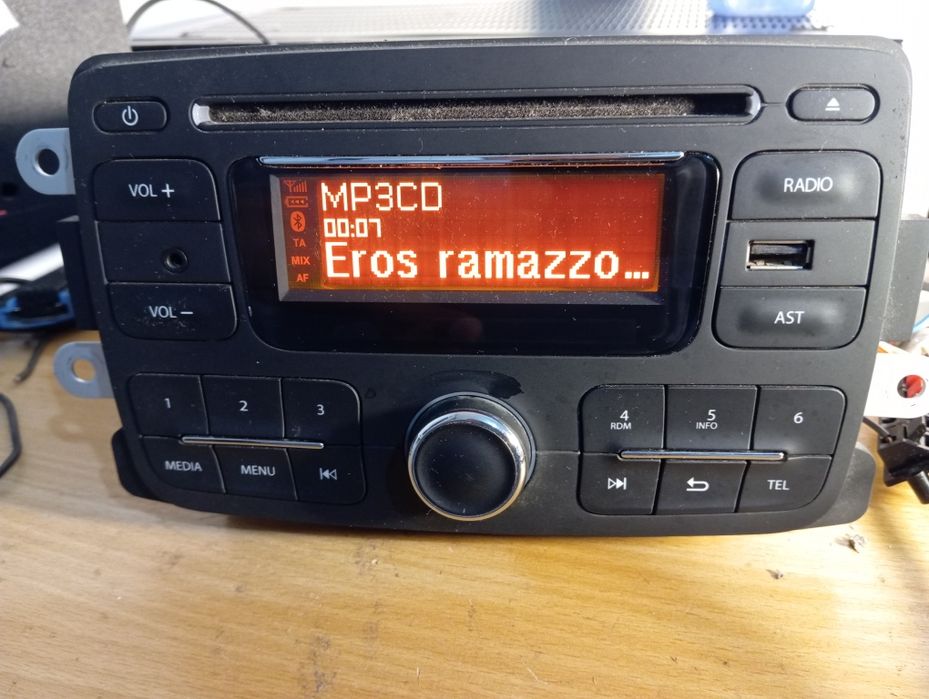 VOL +
RADIO
MP3CD
00:07
TA
Eros ramazzo...
MIX
AF
VOL –
AST
1
2
3
4
RDM
5
INFO
6
MEDIA
MENU
TEL